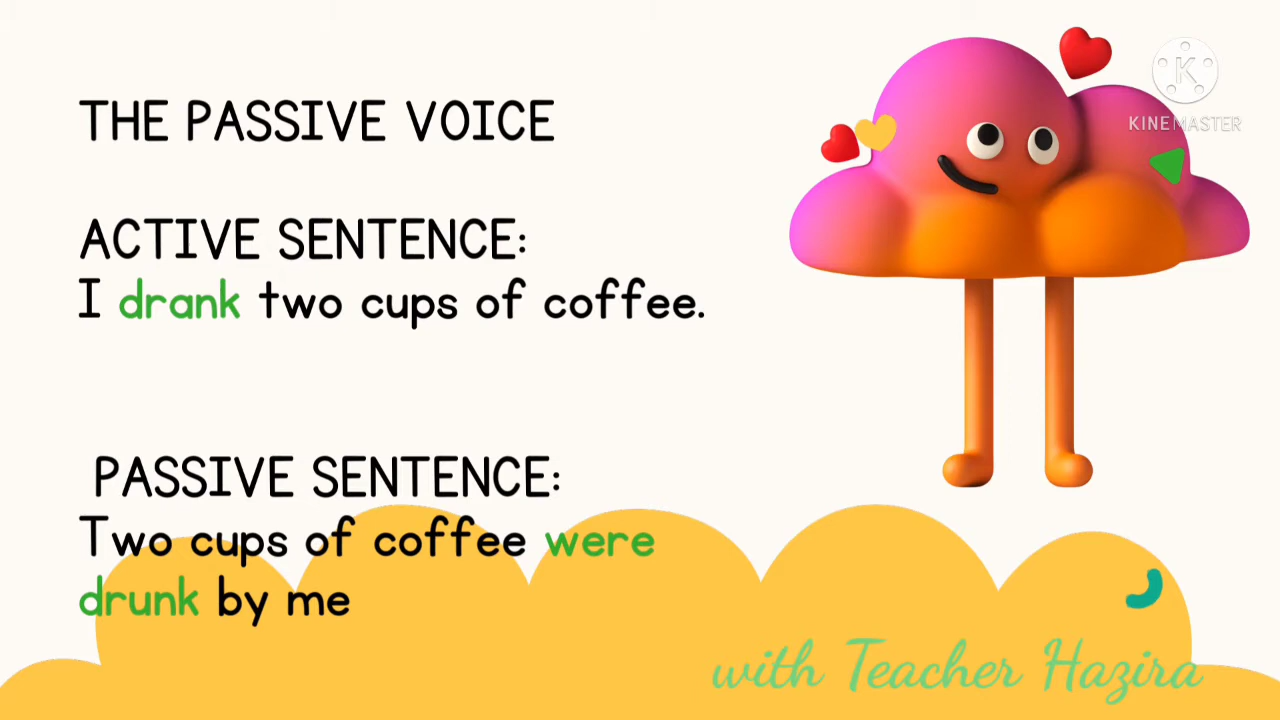 THE PASSIVE VOICE
K
KINEMASTER
ACTIVE SENTENCE:
I drank two cups of coffee.
PASSIVE SENTENCE:
Two cups of coffee were
drunk by me
with Teacher Hazira